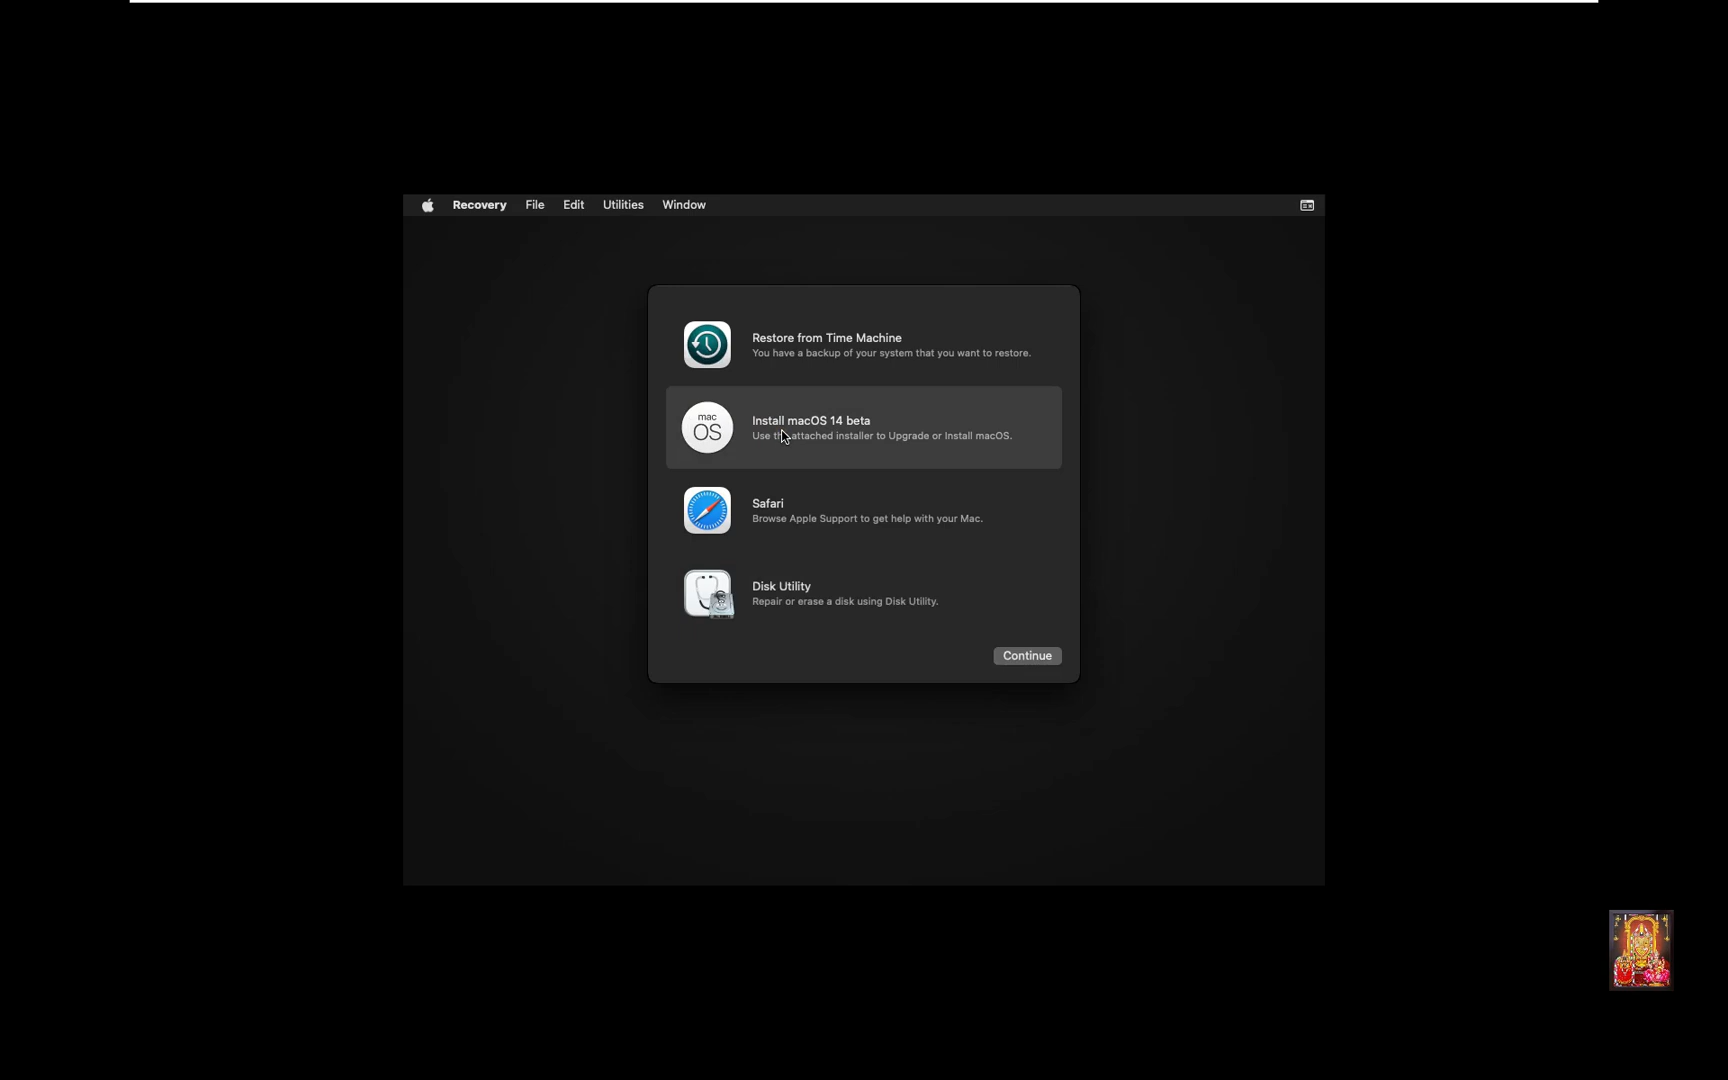 Recovery File Edit Utilities Window
Restore from Time Machine
You have a backup of your system that you want to restore.
mac
OS
Install macOS 14 beta
Use attached installer to Upgrade or Install macOS.
Safari
Browse Apple Support to get help with your Mac.
Disk Utility
Repair or erase a disk using Disk Utility.
Continue